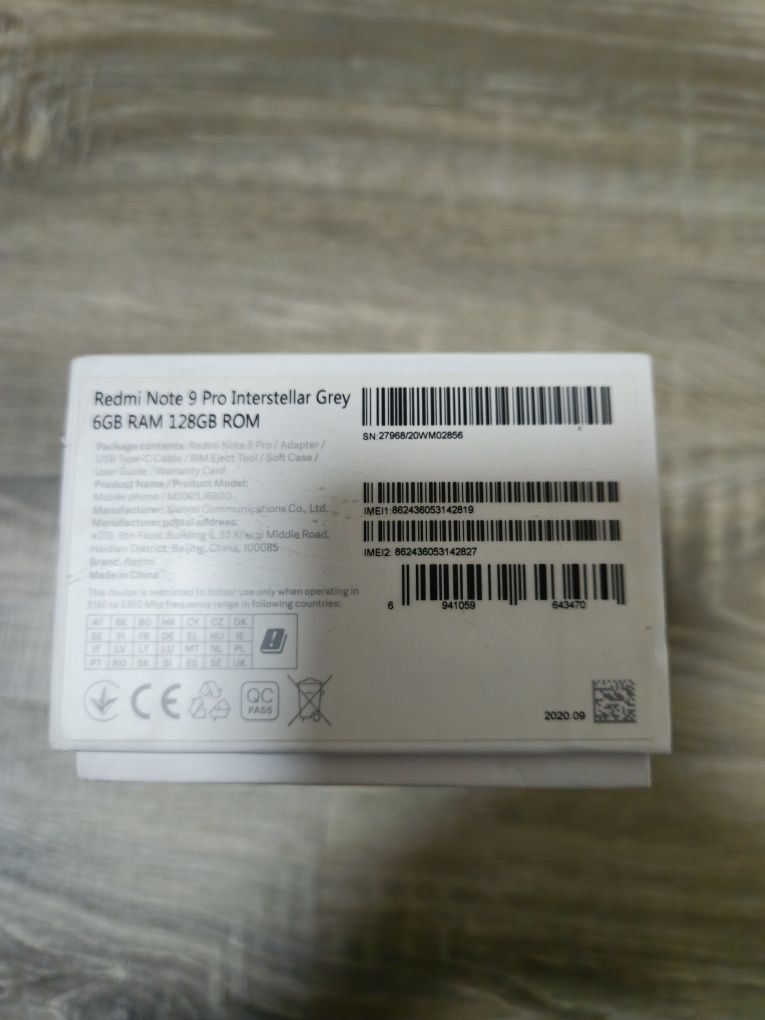 Redmi Note 9 Pro Interstellar Grey
6GB RAM 128GB ROM
Package contents: Redmi Note 9 Pro / Adapter /
USB Type-C Cable / SIM Eject Tool / Soft Case /
User Guide / Warranty Card
Product Name / Product Model:
Mobile phone / M2003J6B2G
Manufacturer: Xiaomi Communications Co., Ltd.
Manufacturer postal address:
#019, 9th Floor, Building 6, 33 Xi'erqi Middle Road,
Haidian District, Beijing, China, 100085
Brand: Redmi
Made in China
This device is restricted to indoor use only when operating in
5150 to 5350 Mhz frequency range in following countries:
AT BE BG HR CY CZ DK
EE FI FR DE EL HU IE
IT LV LT LU MT NL PL
PT RO SK SI ES SE UK
CE
QC
PASS
SN:27968/20WM02856
IMEI1:862436053142819
IMEI2: 862436053142827
6 941059 643470
2020.09